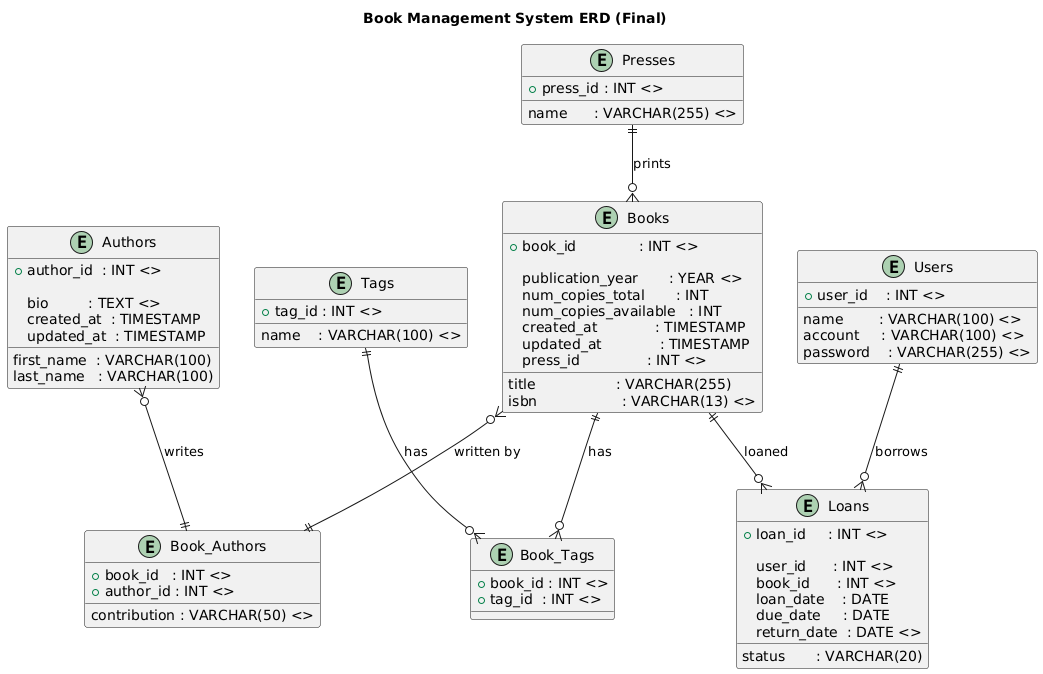 Book Management System ERD (Final)
E Presses
press_id : INT <>
name : VARCHAR(255) <>
prints
E Authors
author_id : INT <>
bio : TEXT <>
created_at : TIMESTAMP
updated_at : TIMESTAMP
first_name : VARCHAR(100)
last_name : VARCHAR(100)
E Tags
tag_id : INT <>
name : VARCHAR(100) <>
E Books
book_id : INT <>
publication_year : YEAR <>
num_copies_total : INT
num_copies_available : INT
created_at : TIMESTAMP
updated_at : TIMESTAMP
press_id : INT <>
title : VARCHAR(255)
isbn : VARCHAR(13) <>
E Users
user_id : INT <>
name : VARCHAR(100) <>
account : VARCHAR(100) <>
password : VARCHAR(255) <>
writes
has
written by
has
loaned
borrows
E Book_Authors
book_id : INT <>
author_id : INT <>
contribution : VARCHAR(50) <>
E Book_Tags
book_id : INT <>
tag_id : INT <>
E Loans
loan_id : INT <>
user_id : INT <>
book_id : INT <>
loan_date : DATE
due_date : DATE
return_date : DATE <>
status : VARCHAR(20)